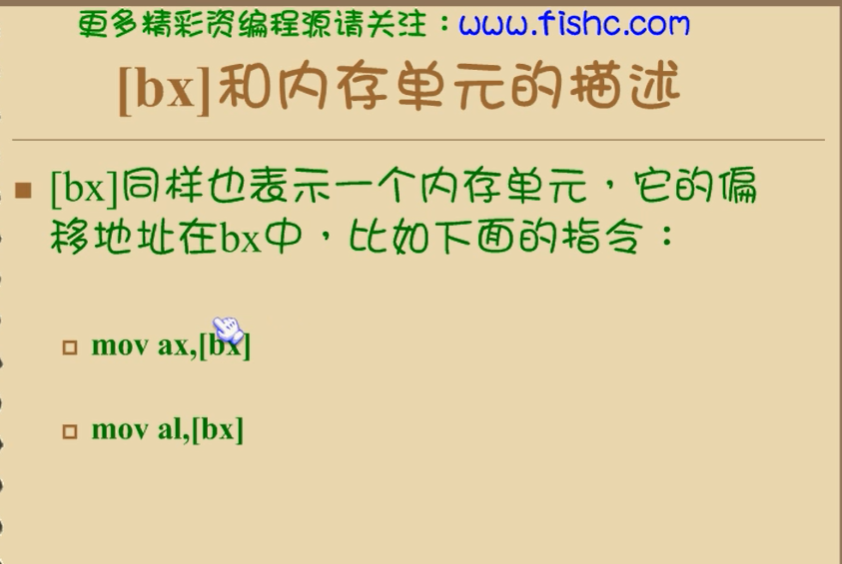 更多精彩资编程源请关注：www.fishc.com
[bx]和内存单元的描述
[bx]同样也表示一个内存单元，它的偏
移地址在bx中，比如下面的指令：
mov ax,[bx]
mov al,[bx]